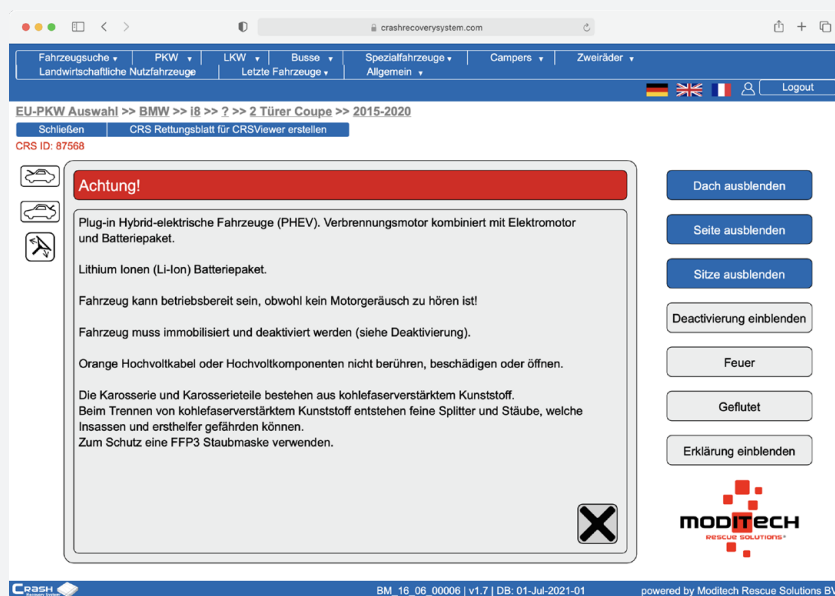 crashrecoverysystem.com
Fahrzeugsuche PKW LKW Busse Spezialfahrzeuge Campers Zweiräder
Landwirtschaftliche Nutzfahrzeuge Letzte Fahrzeuge Allgemein
Logout
EU-PKW Auswahl >> BMW >> i8 >> ? >> 2 Türer Coupe >> 2015-2020
Schließen CRS Rettungsblatt für CRSViewer erstellen
CRS ID: 87568
Achtung!
Plug-in Hybrid-elektrische Fahrzeuge (PHEV). Verbrennungsmotor kombiniert mit Elektromotor
und Batteriepaket.
Lithium Ionen (Li-Ion) Batteriepaket.
Fahrzeug kann betriebsbereit sein, obwohl kein Motorgeräusch zu hören ist!
Fahrzeug muss immobilisiert und deaktiviert werden (siehe Deaktivierung).
Orange Hochvoltkabel oder Hochvoltkomponenten nicht berühren, beschädigen oder öffnen.
Die Karosserie und Karosserieteile bestehen aus kohlefaserverstärktem Kunststoff.
Beim Trennen von kohlefaserverstärktem Kunststoff entstehen feine Splitter und Stäube, welche
Insassen und ersthelfer gefährden können.
Zum Schutz eine FFP3 Staubmaske verwenden.
Dach ausblenden
Seite ausblenden
Sitze ausblenden
Deactivierung einblenden
Feuer
Geflutet
Erklärung einblenden
MODITECH
RESCUE SOLUTIONS
CRASH
Recovery System
BM_16_06_00006 | v1.7 | DB: 01-Jul-2021-01
powered by Moditech Rescue Solutions BV